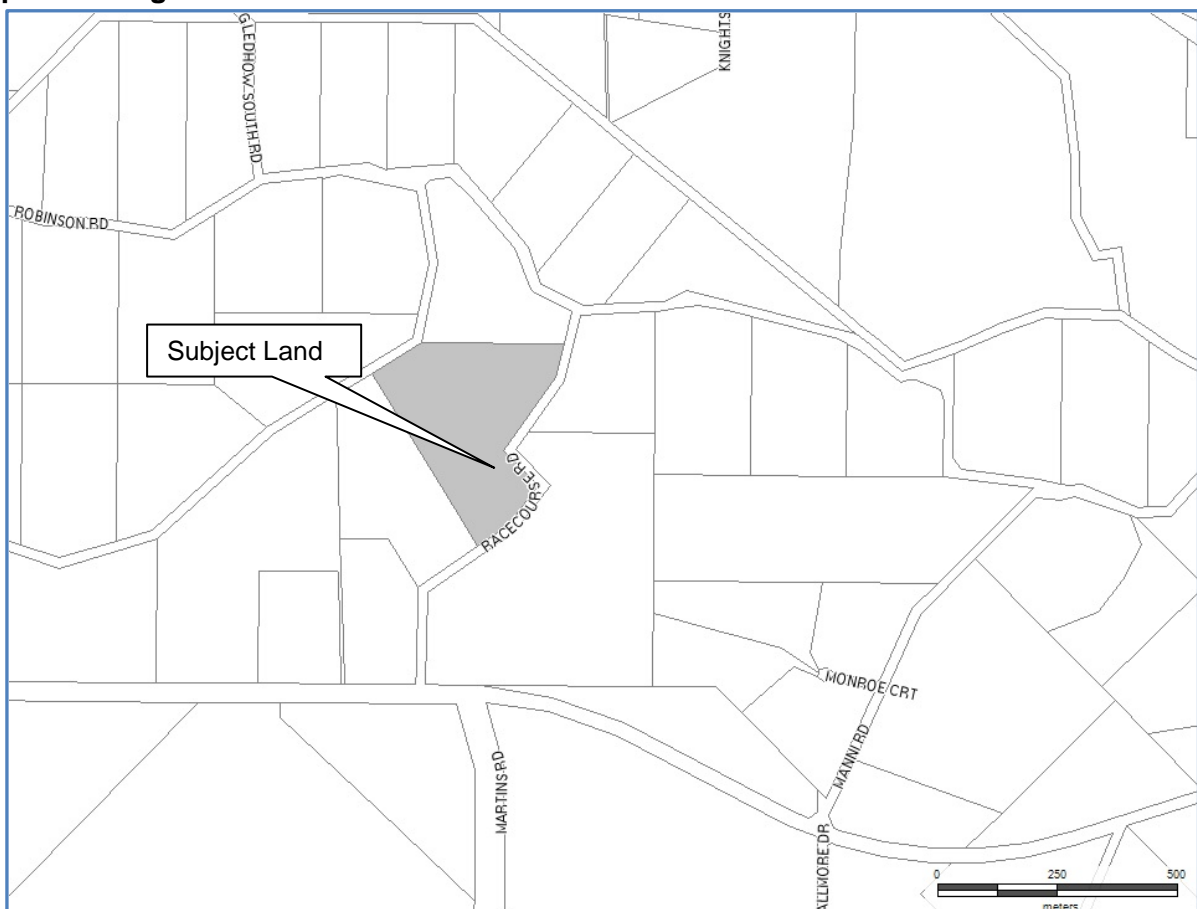 GLEDHOW SOUTH RD
KNIGHTS
ROBINSON RD
Subject Land
RACECOURSE RD
MONROE CRT
MANNI RD
MARTINS RD
ALLMORE DR
0 250 500
meters